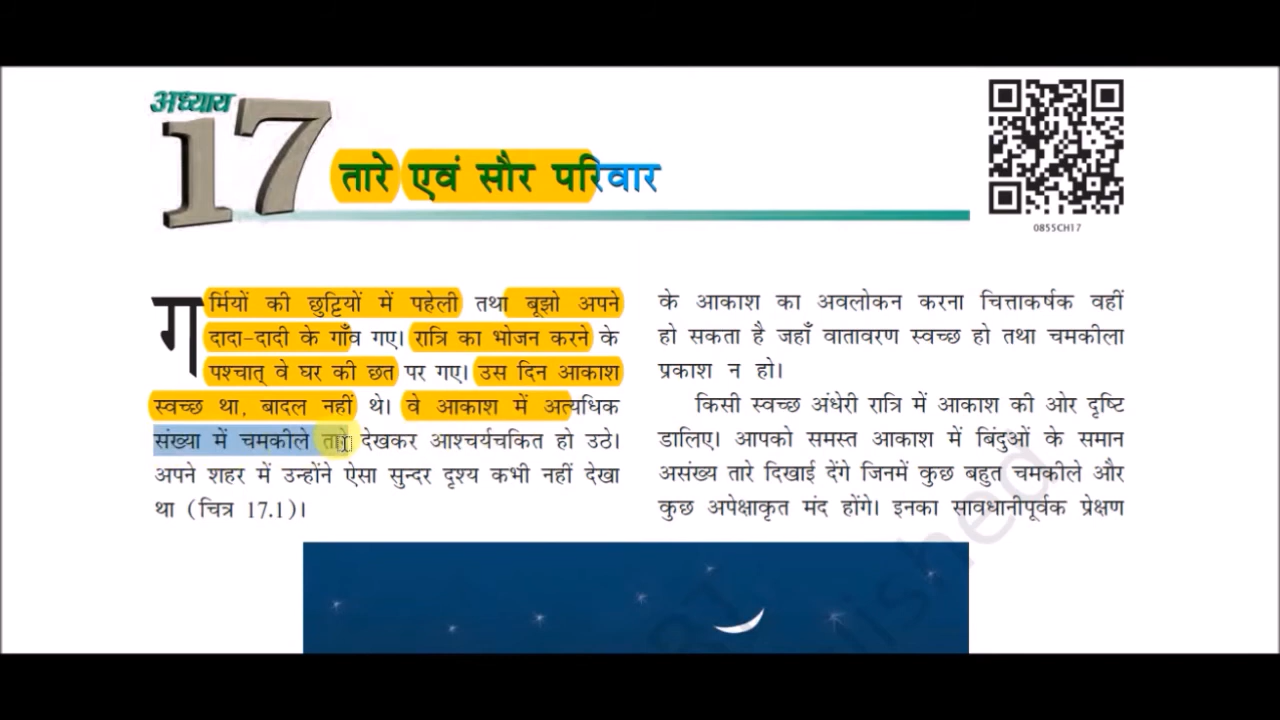 अध्याय
17
तारे एवं सौर परिवार
0855CH17
गर्मियों की छुट्टियों में पहेली तथा बूझो अपने
दादा-दादी के गाँव गए। रात्रि का भोजन करने के
पश्चात् वे घर की छत पर गए। उस दिन आकाश
स्वच्छ था, बादल नहीं थे। वे आकाश में अत्यधिक
संख्या में चमकीले तारे देखकर आश्चर्यचकित हो उठे।
अपने शहर में उन्होंने ऐसा सुन्दर दृश्य कभी नहीं देखा
था (चित्र 17.1)।
के आकाश का अवलोकन करना चित्ताकर्षक वहीं
हो सकता है जहाँ वातावरण स्वच्छ हो तथा चमकीला
प्रकाश न हो।
किसी स्वच्छ अंधेरी रात्रि में आकाश की ओर दृष्टि
डालिए। आपको समस्त आकाश में बिंदुओं के समान
असंख्य तारे दिखाई देंगे जिनमें कुछ बहुत चमकीले और
कुछ अपेक्षाकृत मंद होंगे। इनका सावधानीपूर्वक प्रेक्षण